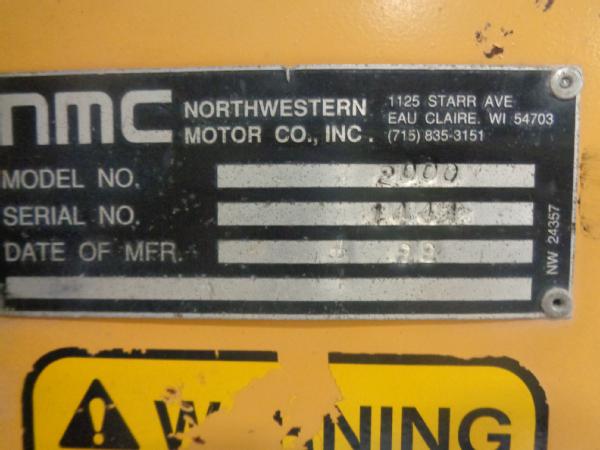 nmc
NORTHWESTERN MOTOR CO., INC.
1125 STARR AVE
EAU CLAIRE, WI 54703
(715) 835-3151
MODEL NO. 2000
SERIAL NO.
DATE OF MFR.
NW 24357